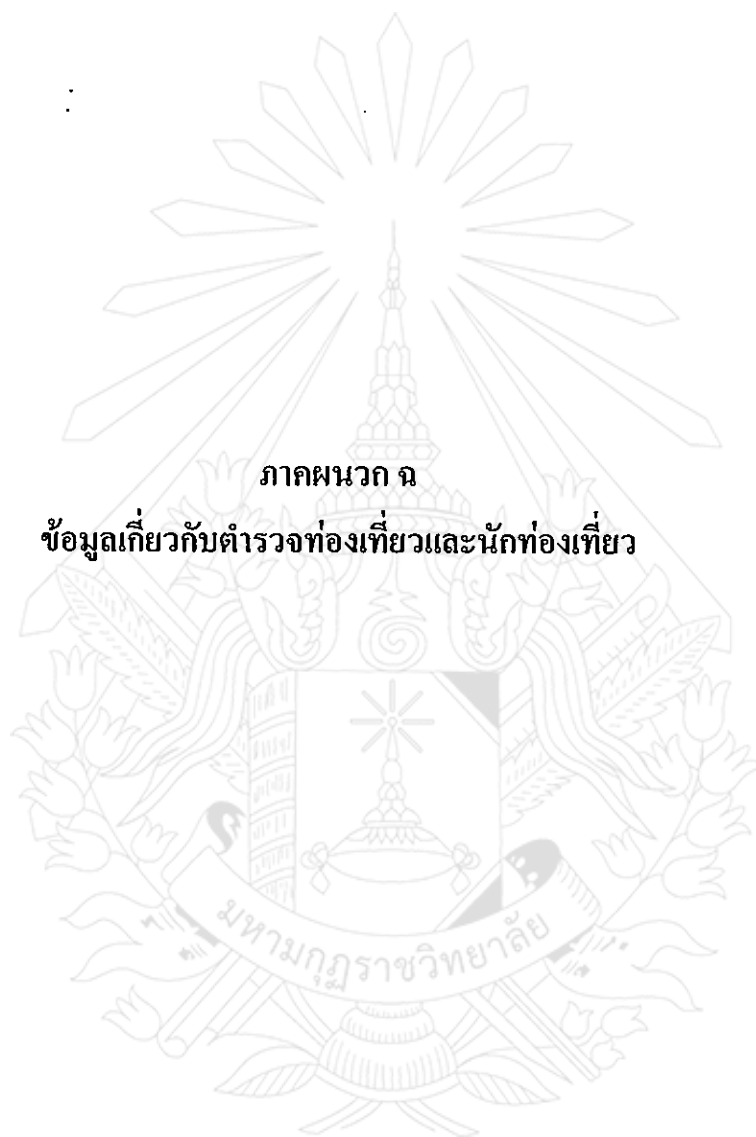 ภาคผนวก ฉ
ข้อมูลเกี่ยวกับตำรวจท่องเที่ยวและนักท่องเที่ยว
มหามกุฏราชวิทยาลัย